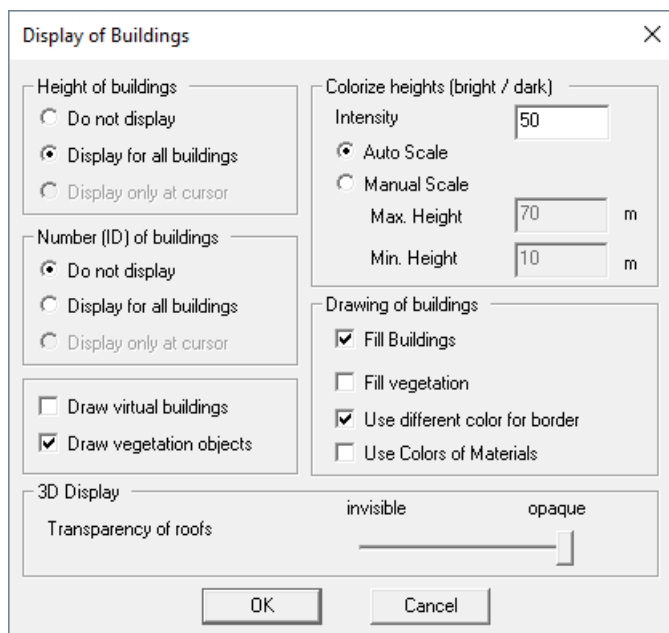 Display of Buildings
Height of buildings
Do not display
Display for all buildings
Display only at cursor
Number (ID) of buildings
Do not display
Display for all buildings
Display only at cursor
Draw virtual buildings
Draw vegetation objects
Colorize heights (bright / dark)
Intensity 50
Auto Scale
Manual Scale
Max. Height 70 m
Min. Height 10 m
Drawing of buildings
Fill Buildings
Fill vegetation
Use different color for border
Use Colors of Materials
3D Display
Transparency of roofs
invisible opaque
OK Cancel